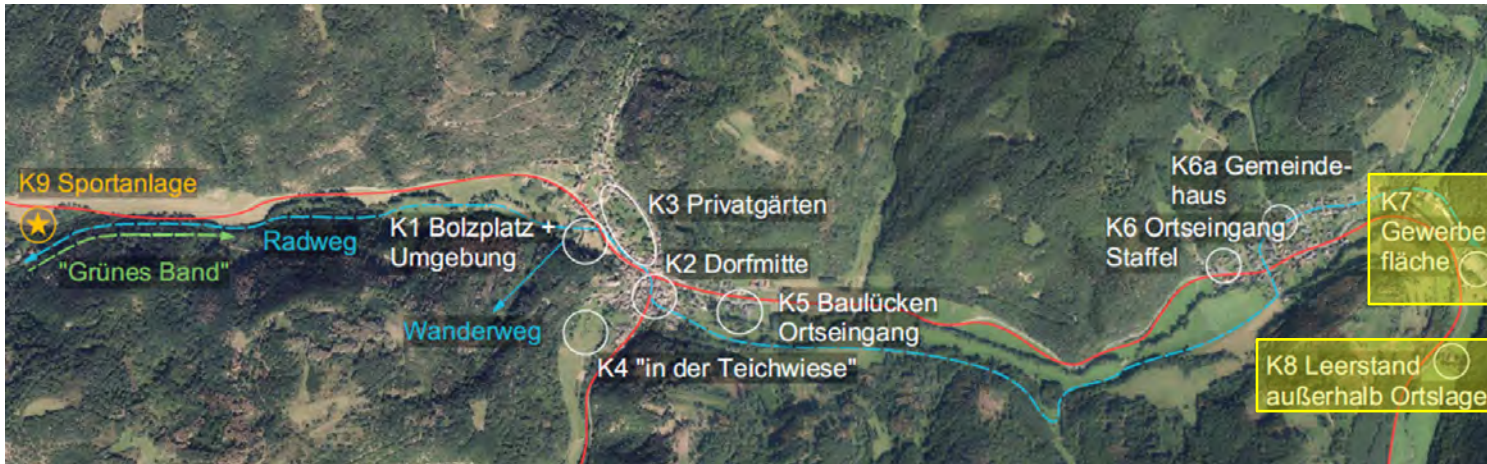 K9 Sportanlage
"Grünes Band"
Radweg
K1 Bolzplatz +
Umgebung
Wanderweg
K3 Privatgärten
K2 Dorfmitte
K4 "in der Teichwiese"
K5 Baulücken
Ortseingang
K6a Gemeinde-
haus
K6 Ortseingang
Staffel
K7
Gewerbe
fläche
K8 Leerstand
außerhalb Ortslage